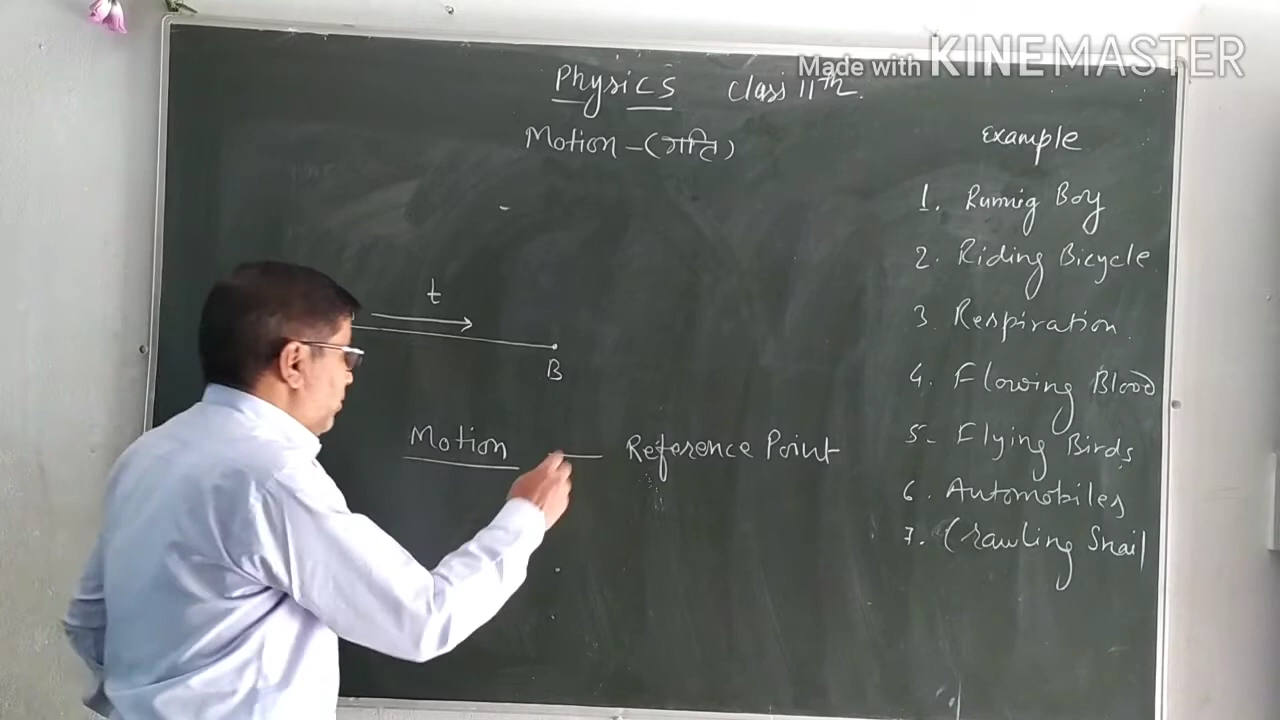 Made with KINEMASTER
Physics Class 11th.
Motion - (गति)
Example
1. Runnig Boy
2. Riding Bicycle
3. Respiration
4. Flowing Blood
5- Flying Birds
6. Automobiles
7. Crawling Snail
t
B
Motion — Reference Point